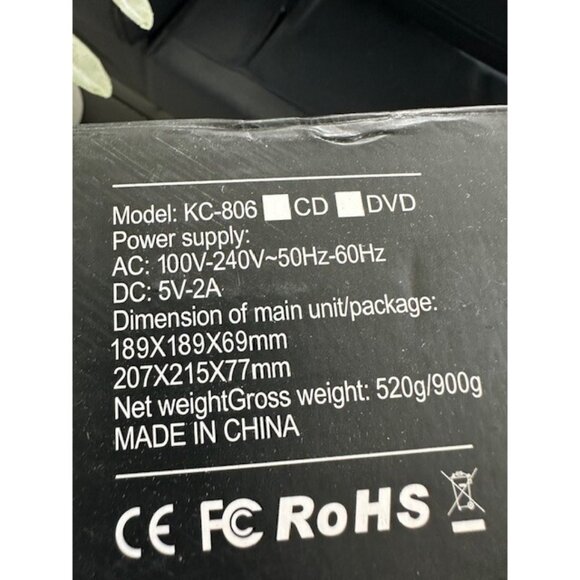 Model: KC-806 CD DVD
Power supply:
AC: 100V-240V~50Hz-60Hz
DC: 5V-2A
Dimension of main unit/package:
189X189X69mm
207X215X77mm
Net weightGross weight: 520g/900g
MADE IN CHINA
CE FC RoHS